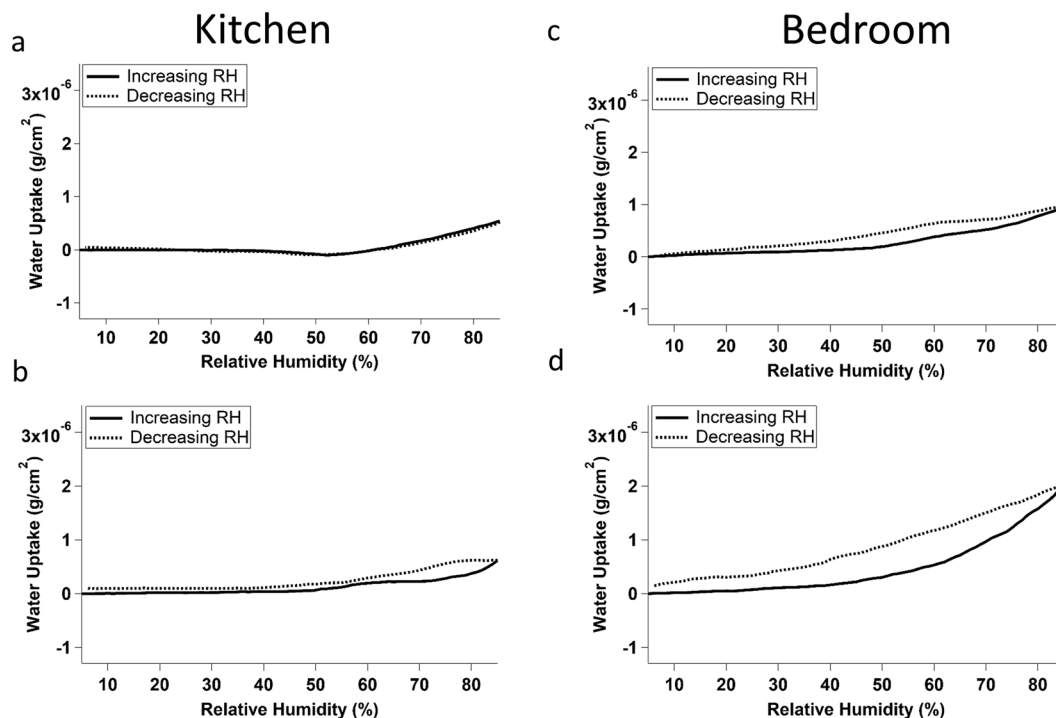 Kitchen
Bedroom
a
Increasing RH
Decreasing RH
3x10⁻⁶
2
1
0
-1
Water Uptake (g/cm²)
10 20 30 40 50 60 70 80
Relative Humidity (%)
c
Increasing RH
Decreasing RH
3x10⁻⁶
2
1
0
-1
Water Uptake (g/cm²)
10 20 30 40 50 60 70 80
Relative Humidity (%)
b
Increasing RH
Decreasing RH
3x10⁻⁶
2
1
0
-1
Water Uptake (g/cm²)
10 20 30 40 50 60 70 80
Relative Humidity (%)
d
Increasing RH
Decreasing RH
3x10⁻⁶
2
1
0
-1
Water Uptake (g/cm²)
10 20 30 40 50 60 70 80
Relative Humidity (%)